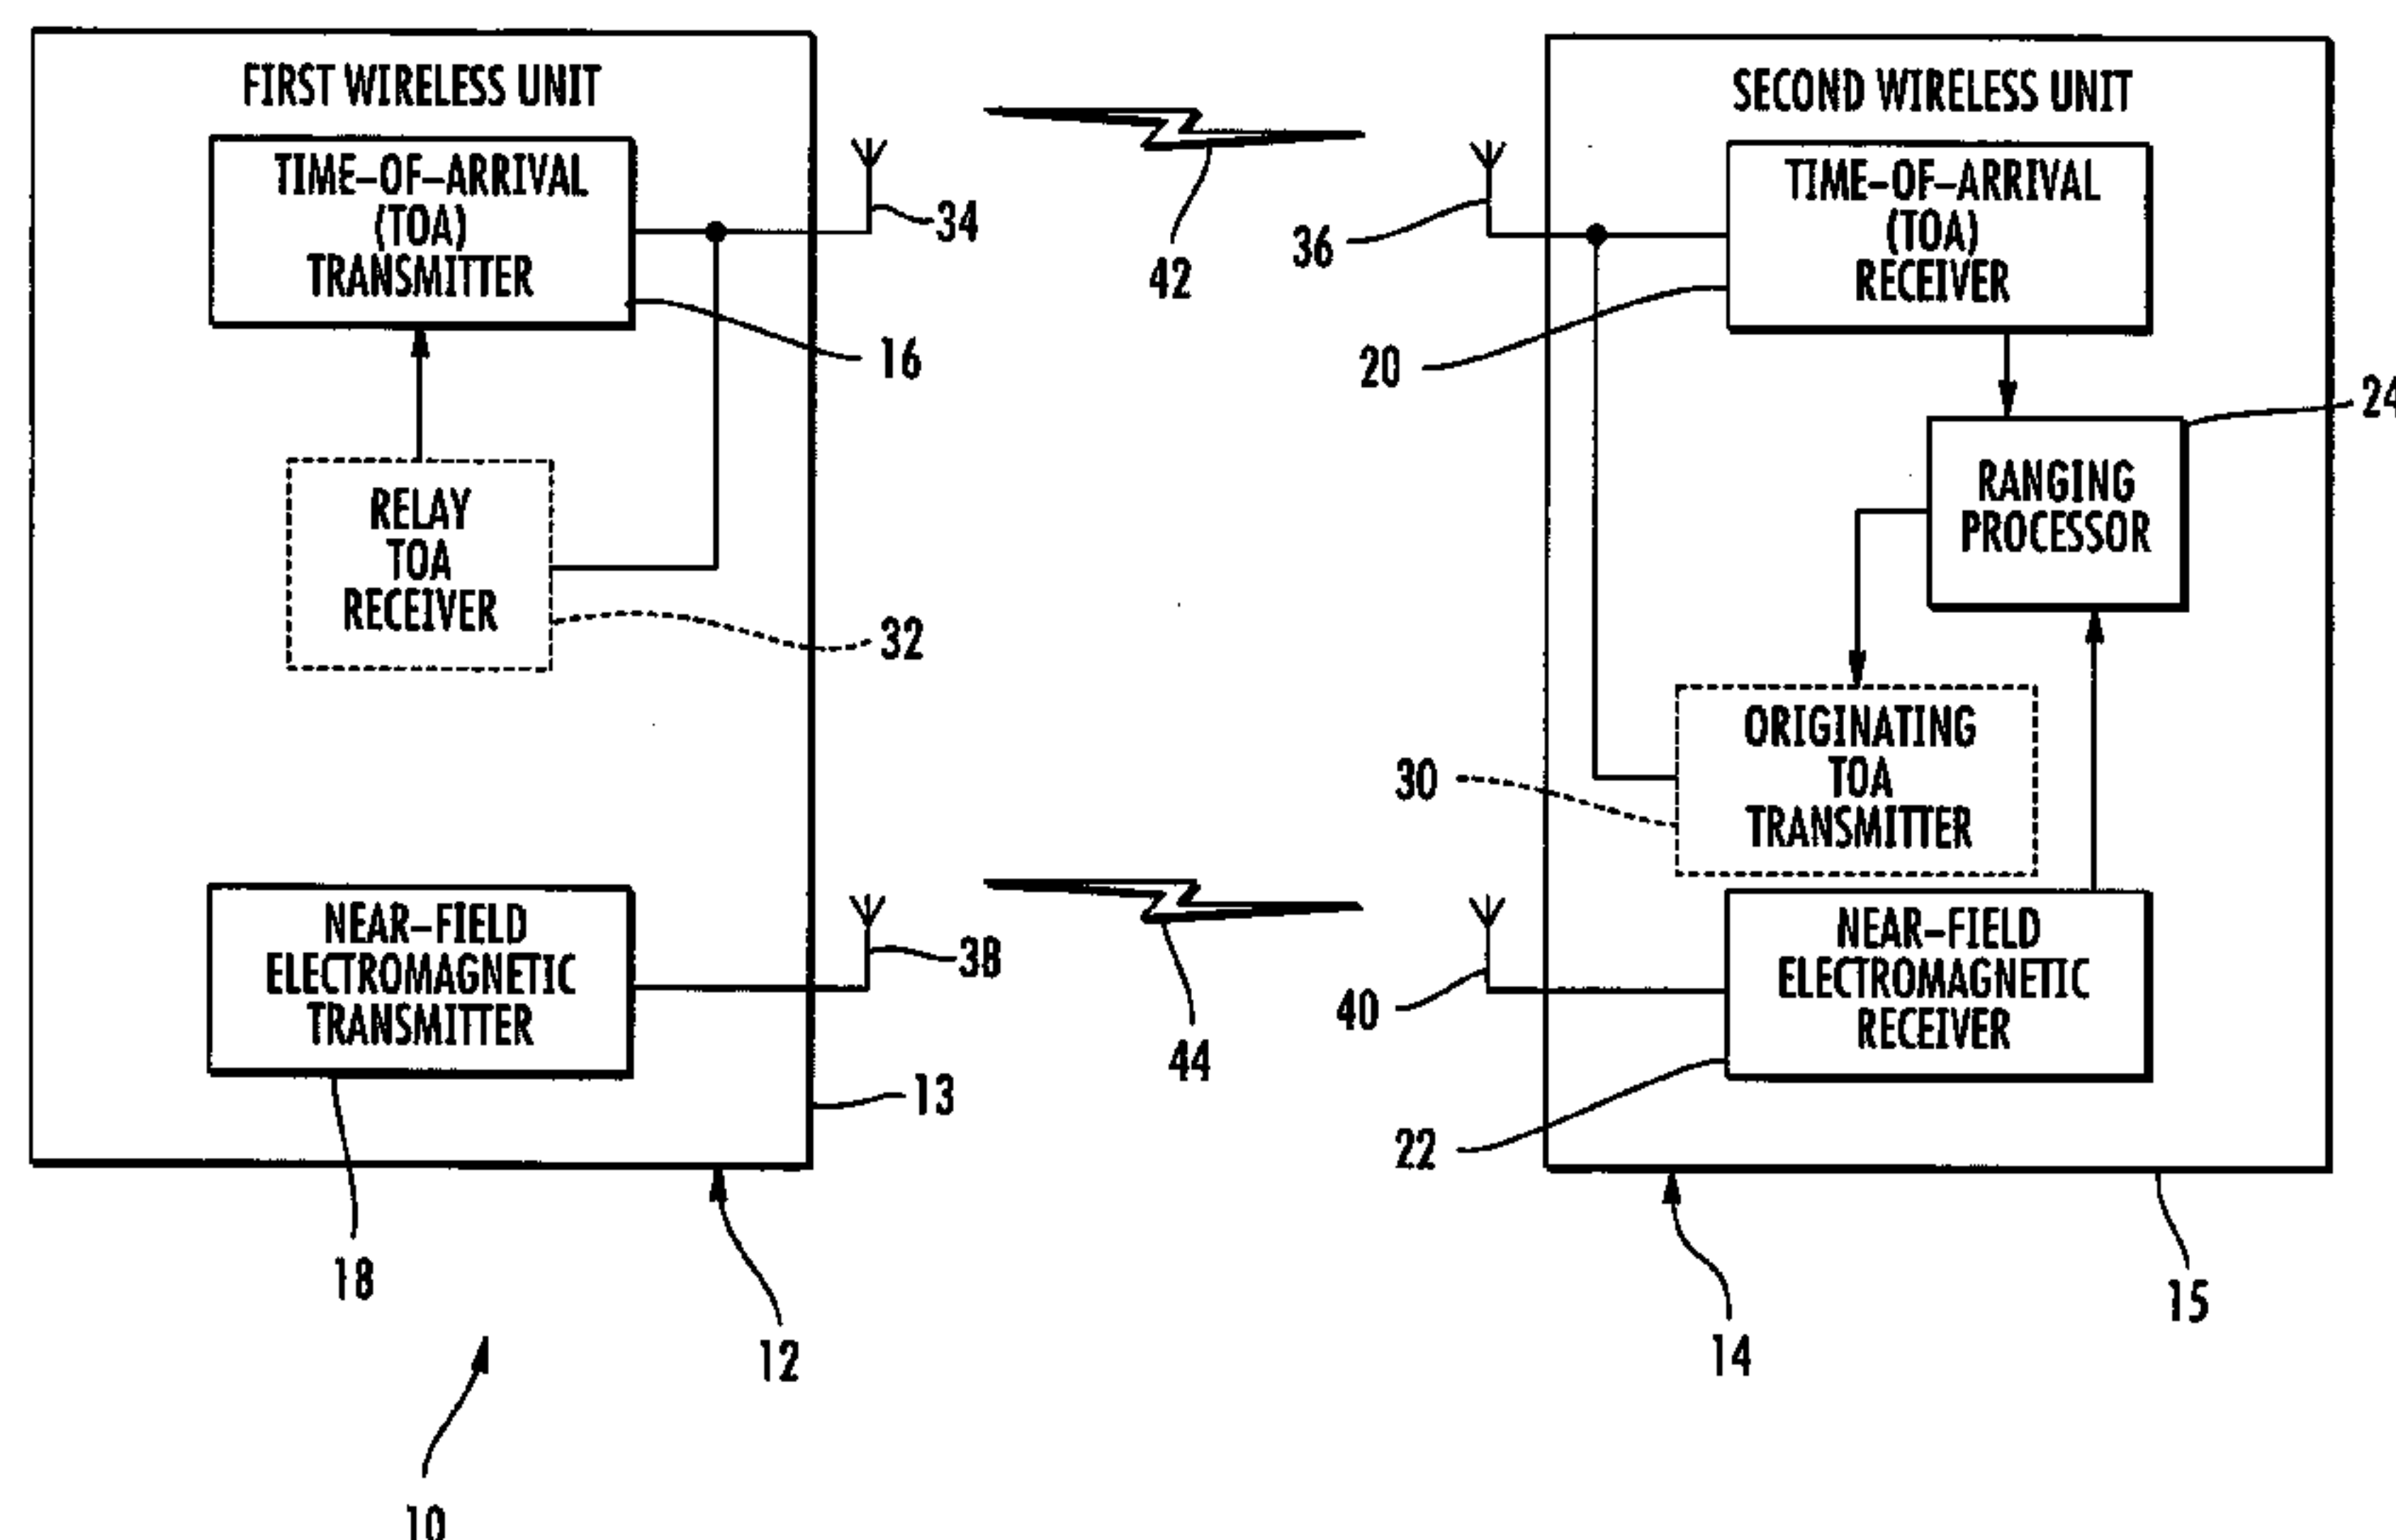 FIRST WIRELESS UNIT
TIME-OF-ARRIVAL
(TOA)
TRANSMITTER
34
16
RELAY
TOA
RECEIVER
32
NEAR-FIELD
ELECTROMAGNETIC
TRANSMITTER
38
13
18
12
10
42
44
SECOND WIRELESS UNIT
36
TIME-OF-ARRIVAL
(TOA)
RECEIVER
20
24
RANGING
PROCESSOR
30
ORIGINATING
TOA
TRANSMITTER
40
NEAR-FIELD
ELECTROMAGNETIC
RECEIVER
22
14
15